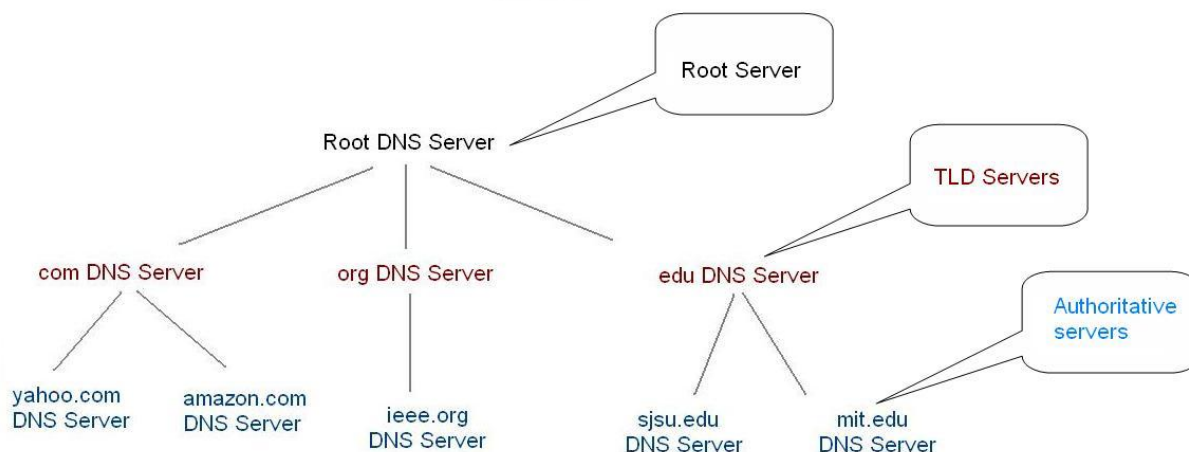 Root Server
Root DNS Server
TLD Servers
com DNS Server
org DNS Server
edu DNS Server
Authoritative
servers
yahoo.com
DNS Server
amazon.com
DNS Server
ieee.org
DNS Server
sjsu.edu
DNS Server
mit.edu
DNS Server